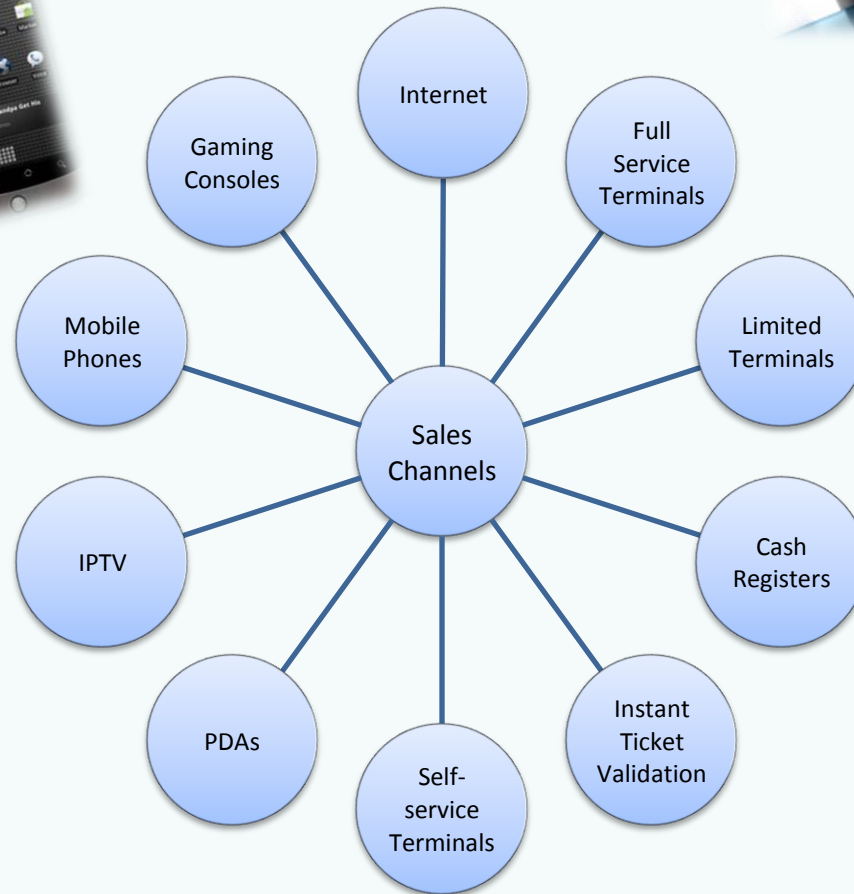 Market
Internet
Full
Service
Terminals
Limited
Terminals
Cash
Registers
Instant
Ticket
Validation
Self-
service
Terminals
PDAs
IPTV
Mobile
Phones
Gaming
Consoles
Sales
Channels